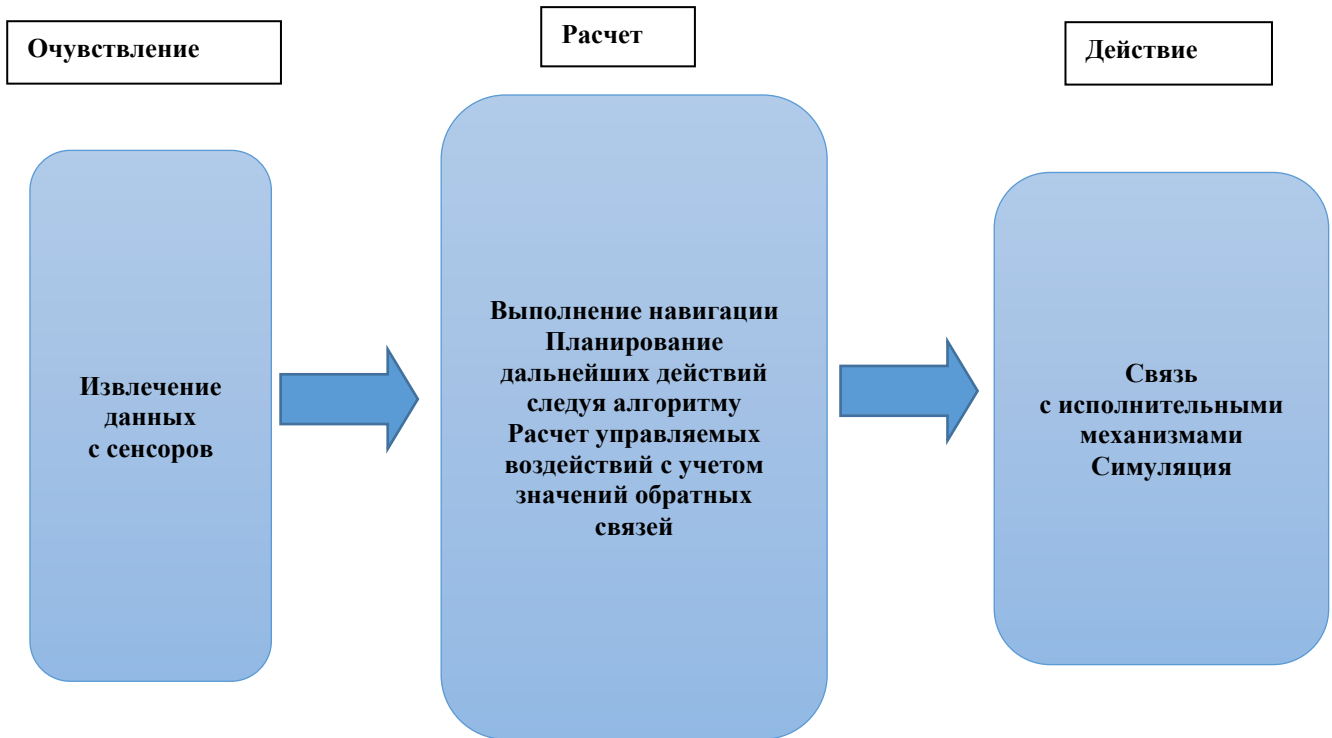 Очувствление
Расчет
Действие
Извлечение
данных
с сенсоров
Выполнение навигации
Планирование
дальнейших действий
следуя алгоритму
Расчет управляемых
воздействий с учетом
значений обратных
связей
Связь
с исполнительными
механизмами
Симуляция